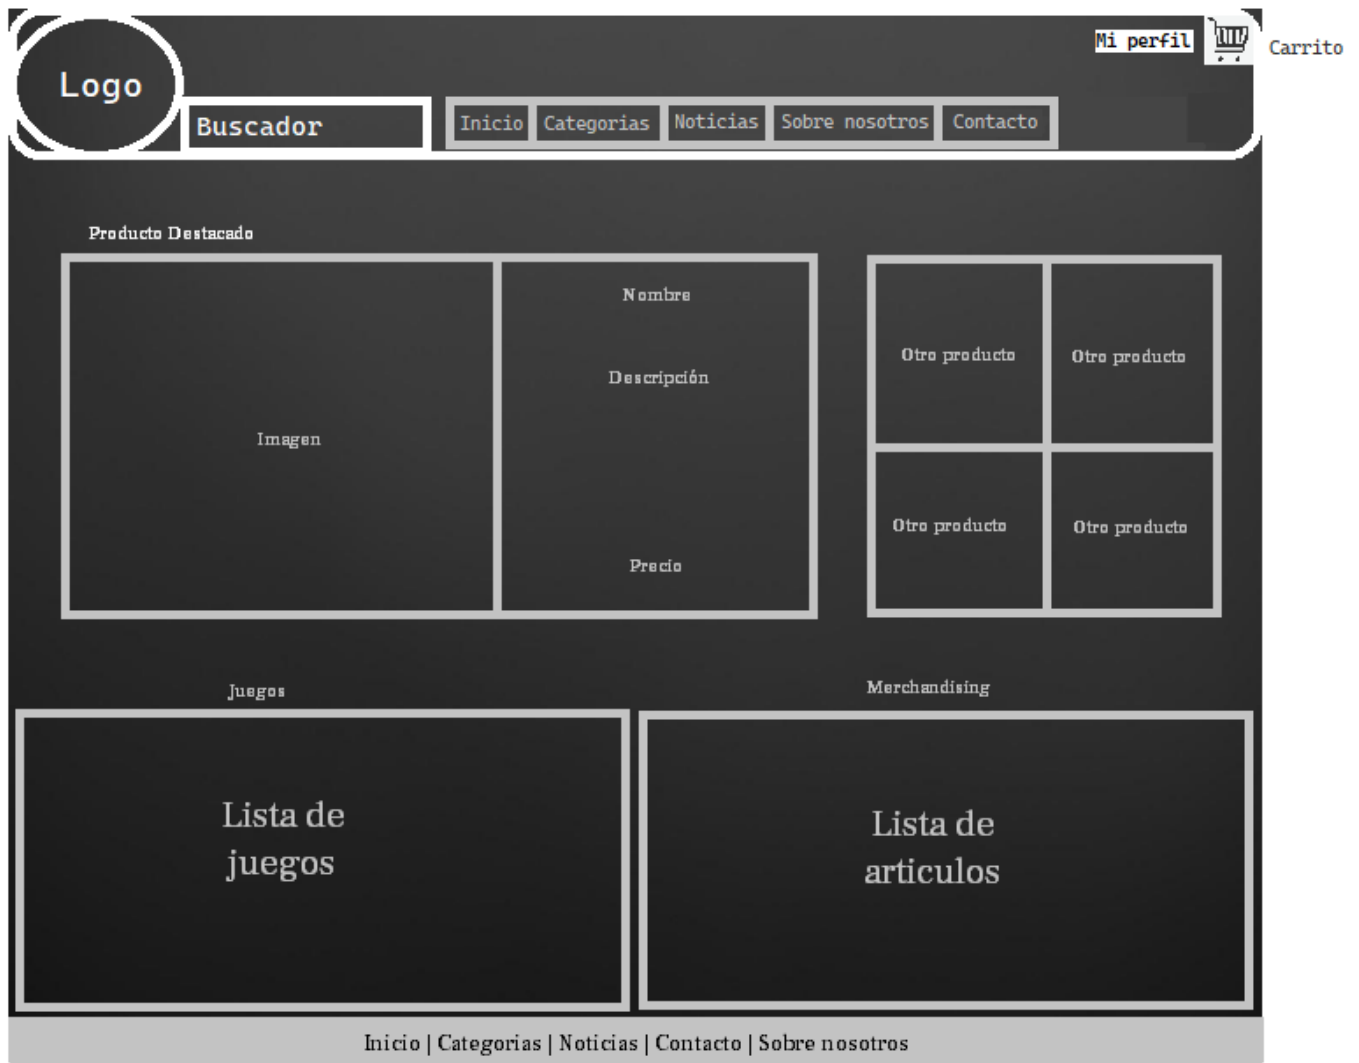 Logo
Mi perfil
Carrito
Buscador
Inicio
Categorias
Noticias
Sobre nosotros
Contacto
Producto Destacado
Imagen
Nombre
Descripción
Precio
Otro producto
Otro producto
Otro producto
Otro producto
Juegos
Lista de
juegos
Merchandising
Lista de
articulos
Inicio | Categorias | Noticias | Contacto | Sobre nosotros